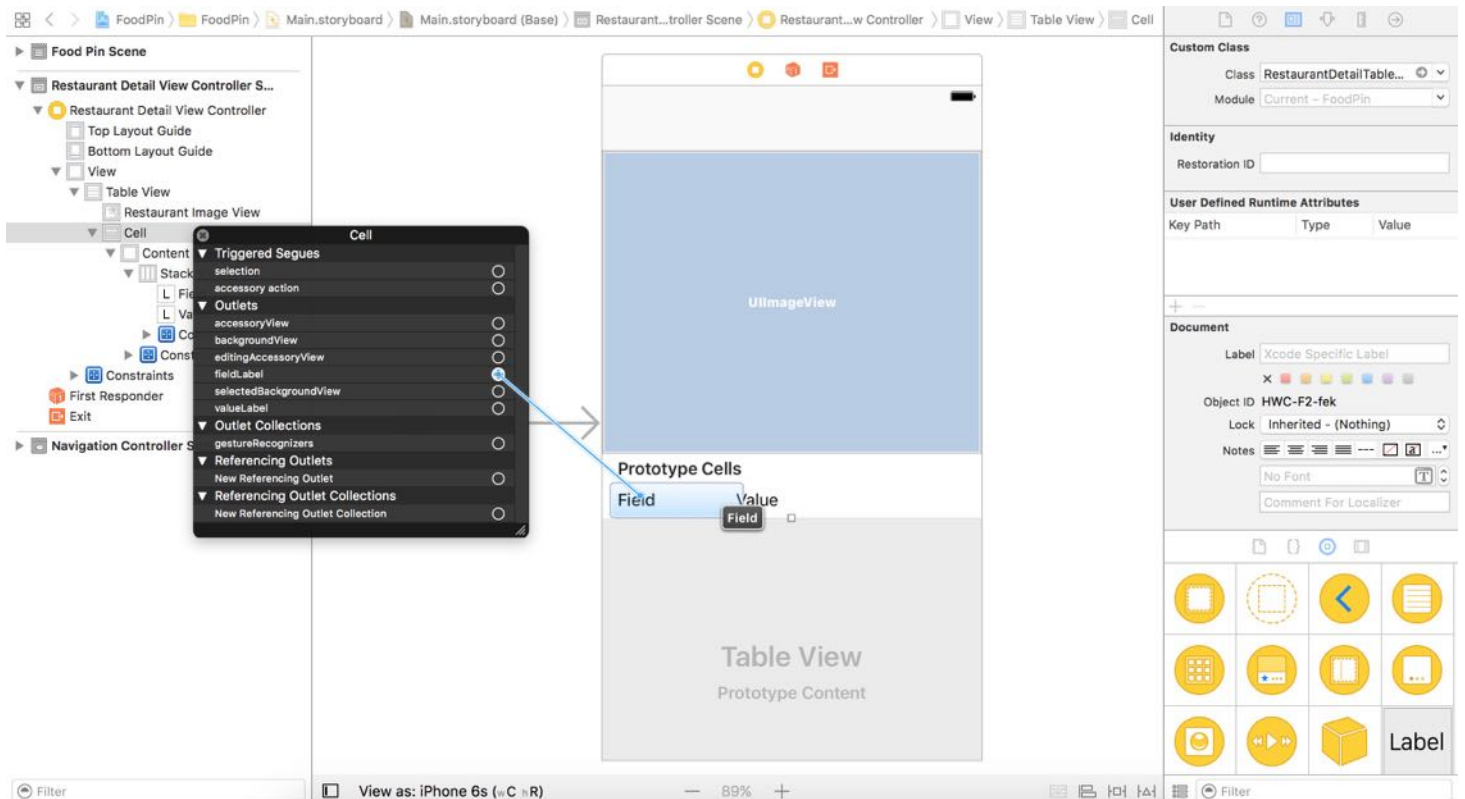 FoodPin FoodPin Main.storyboard Main.storyboard (Base) Restaurant...troller Scene Restaurant...w Controller View Table View Cell
Food Pin Scene
Restaurant Detail View Controller S...
Restaurant Detail View Controller
Top Layout Guide
Bottom Layout Guide
View
Table View
Restaurant Image View
Cell
Content
Stack
L Fie
L Va
Co
Const
Constraints
First Responder
Exit
Navigation Controller S
Filter
Cell
Triggered Segues
selection
accessory action
Outlets
accessoryView
backgroundView
editingAccessoryView
fieldLabel
selectedBackgroundView
valueLabel
Outlet Collections
gestureRecognizers
Referencing Outlets
New Referencing Outlet
Referencing Outlet Collections
New Referencing Outlet Collection
UIImageView
Prototype Cells
Field Value
Field
Table View
Prototype Content
View as: iPhone 6s (wC hR)
89%
Custom Class
Class RestaurantDetailTable...
Module Current – FoodPin
Identity
Restoration ID
User Defined Runtime Attributes
Key Path Type Value
Document
Label Xcode Specific Label
Object ID HWC-F2-fek
Lock Inherited - (Nothing)
Notes
No Font
Comment For Localizer
Label
Filter